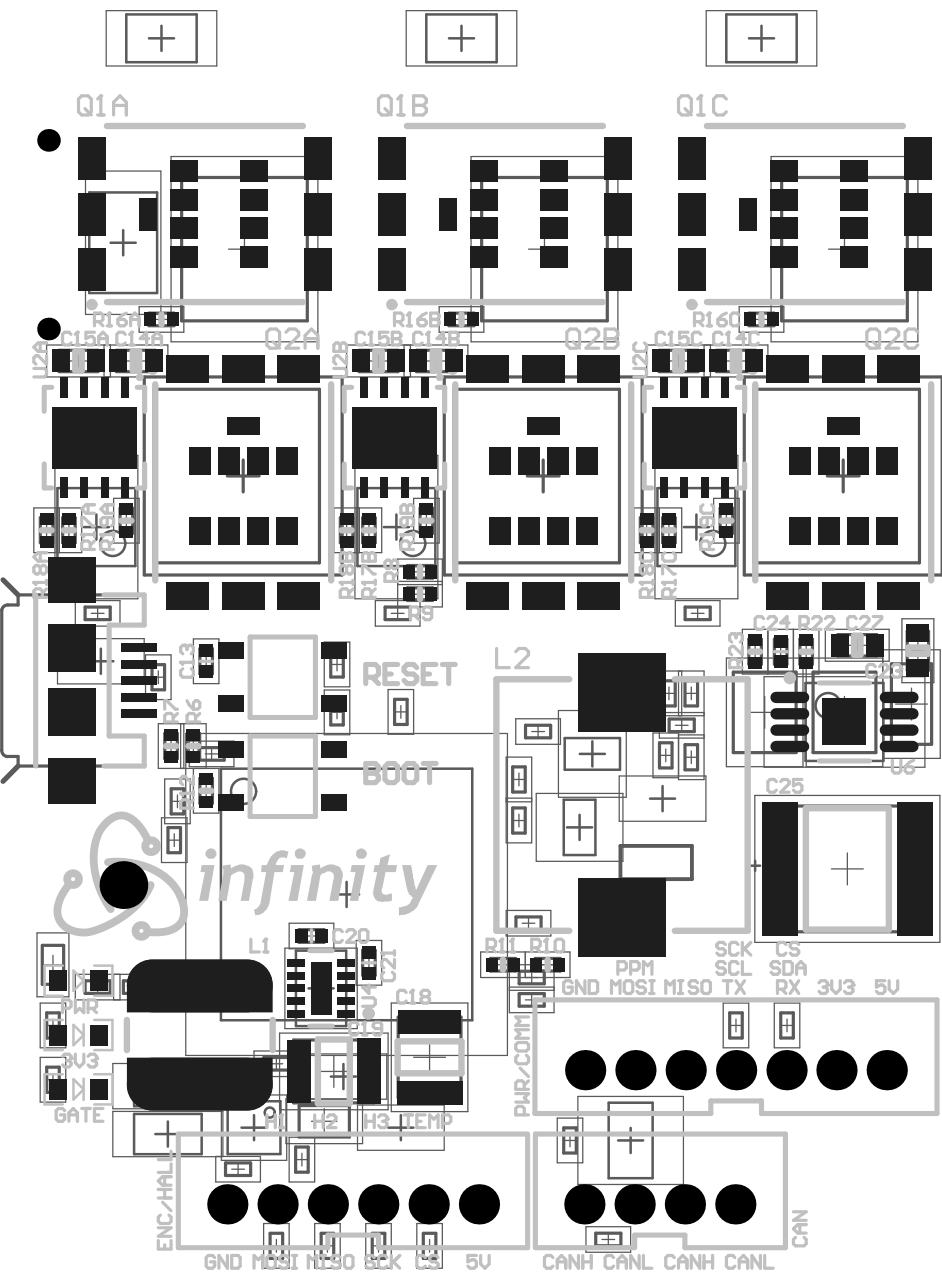 Q1A Q1B Q1C
R16A R16B R16C
Q2A Q2B Q2C
C15A C14B C15B C14B C15C C14C
U2A U2B U2C
R18A R19A R18B R17B R19B R18C R17C R19C
R8
R9
C13
RESET
L2
R23 C24 R22 C27
C23
R7 R6
BOOT
U6
C25
infinity
L1 C20
C21
R11 R10
SCK CS
PPM SCL SDA
GND MOSI MISO TX RX 3V3 5V
PWR
U4
C18
C19
3V3
PWR/COMM
GATE
H1 H2 H3 TEMP
ENC/HALL
CAN
GND MOSI MISO SCK CS 5V
CANH CANL CANH CANL